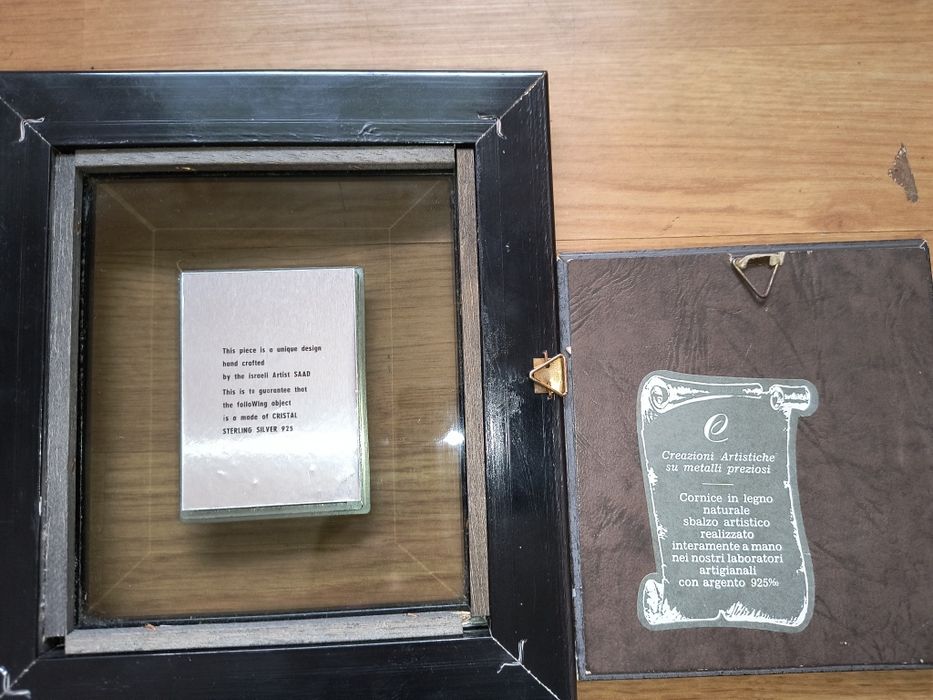 This piece is a unique design
hand crafted
by the israeli Artist SAAD
This is to guarantee that
the folloWing object
is a made of CRISTAL
STERLING SILVER 925
e
Creazioni Artistiche
su metalli preziosi
Cornice in legno
naturale
sbalzo artistico
realizzato
interamente a mano
nei nostri laboratori
artigianali
con argento 925‰